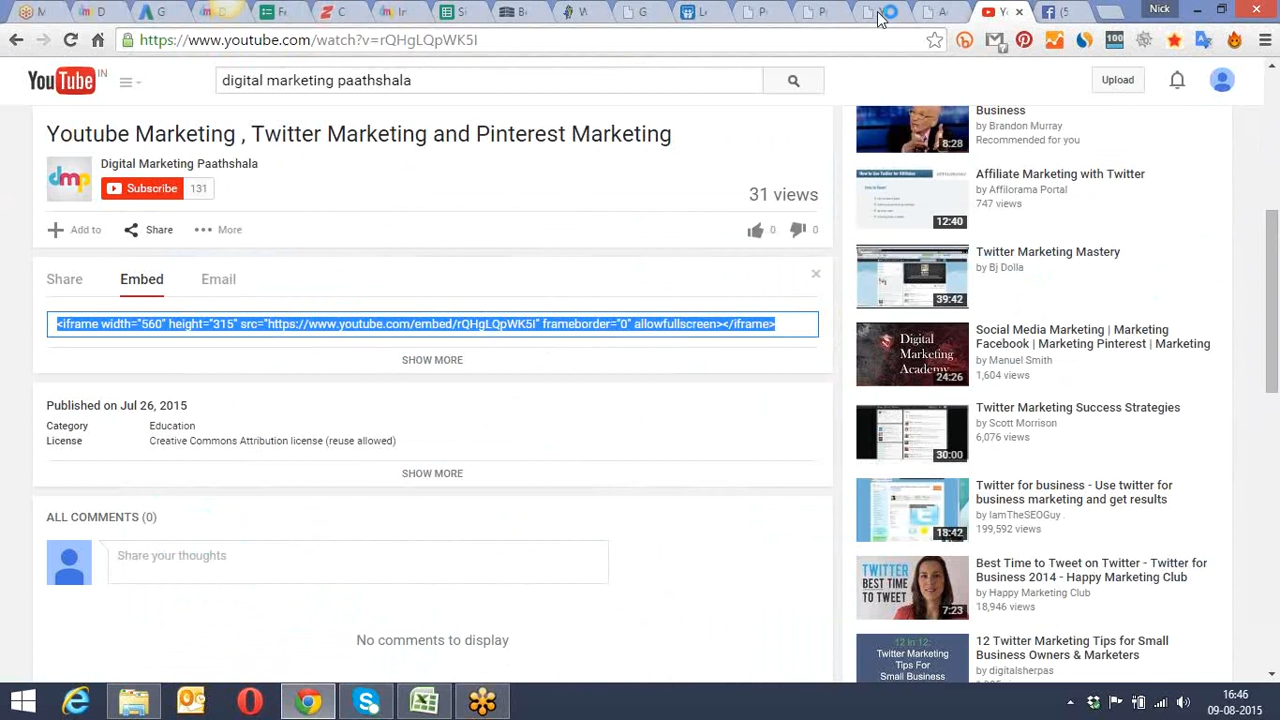 Nick
https://www.youtube.com/watch?v=rQHgLQpWK5I
100
YouTube IN
digital marketing paathshala
Upload
Youtube Marketing, Twitter Marketing and Pinterest Marketing
Digital Marketing Paathshala
Subscribe 131
31 views
Add to Share More
0 0
Share Embed
<iframe width="560" height="315" src="https://www.youtube.com/embed/rQHgLQpWK5I" frameborder="0" allowfullscreen></iframe>
SHOW MORE
Published on Jul 26, 2015
Category
License
SHOW MORE
ALL COMMENTS (0)
Share your thoughts
No comments to display
Business
by Brandon Murray
Recommended for you
8:28
Affiliate Marketing with Twitter
by Affilorama Portal
747 views
12:40
Twitter Marketing Mastery
by Bj Dolla
39:42
Social Media Marketing | Marketing
Facebook | Marketing Pinterest | Marketing
by Manuel Smith
1,604 views
Digital
Marketing
Academy
24:26
Twitter Marketing Success Strategies
by Scott Morrison
6,076 views
30:00
Twitter for business - Use twitter for
business marketing and get results
by IamTheSEOGuy
199,592 views
18:42
Best Time to Tweet on Twitter - Twitter for
Business 2014 - Happy Marketing Club
by Happy Marketing Club
18,946 views
TWITTER
BEST TIME
TO TWEET
7:23
12 Twitter Marketing Tips for Small
Business Owners & Marketers
by digitalsherpas
12 In 12:
Twitter Marketing
Tips For
Small Business
16:46
09-08-2015